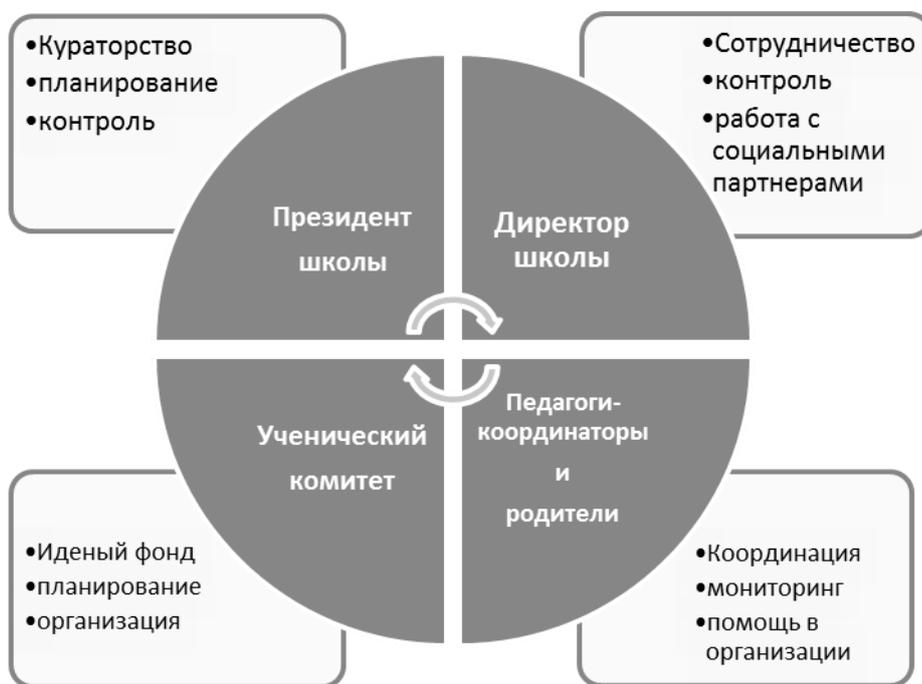 •Кураторство
•планирование
•контроль
•Сотрудничество
•контроль
•работа с
социальными
партнерами
Президент
школы
Директор
школы
Ученический
комитет
Педагоги-
координаторы
и
родители
•Иденый фонд
•планирование
•организация
•Координация
•мониторинг
•помощь в
организации